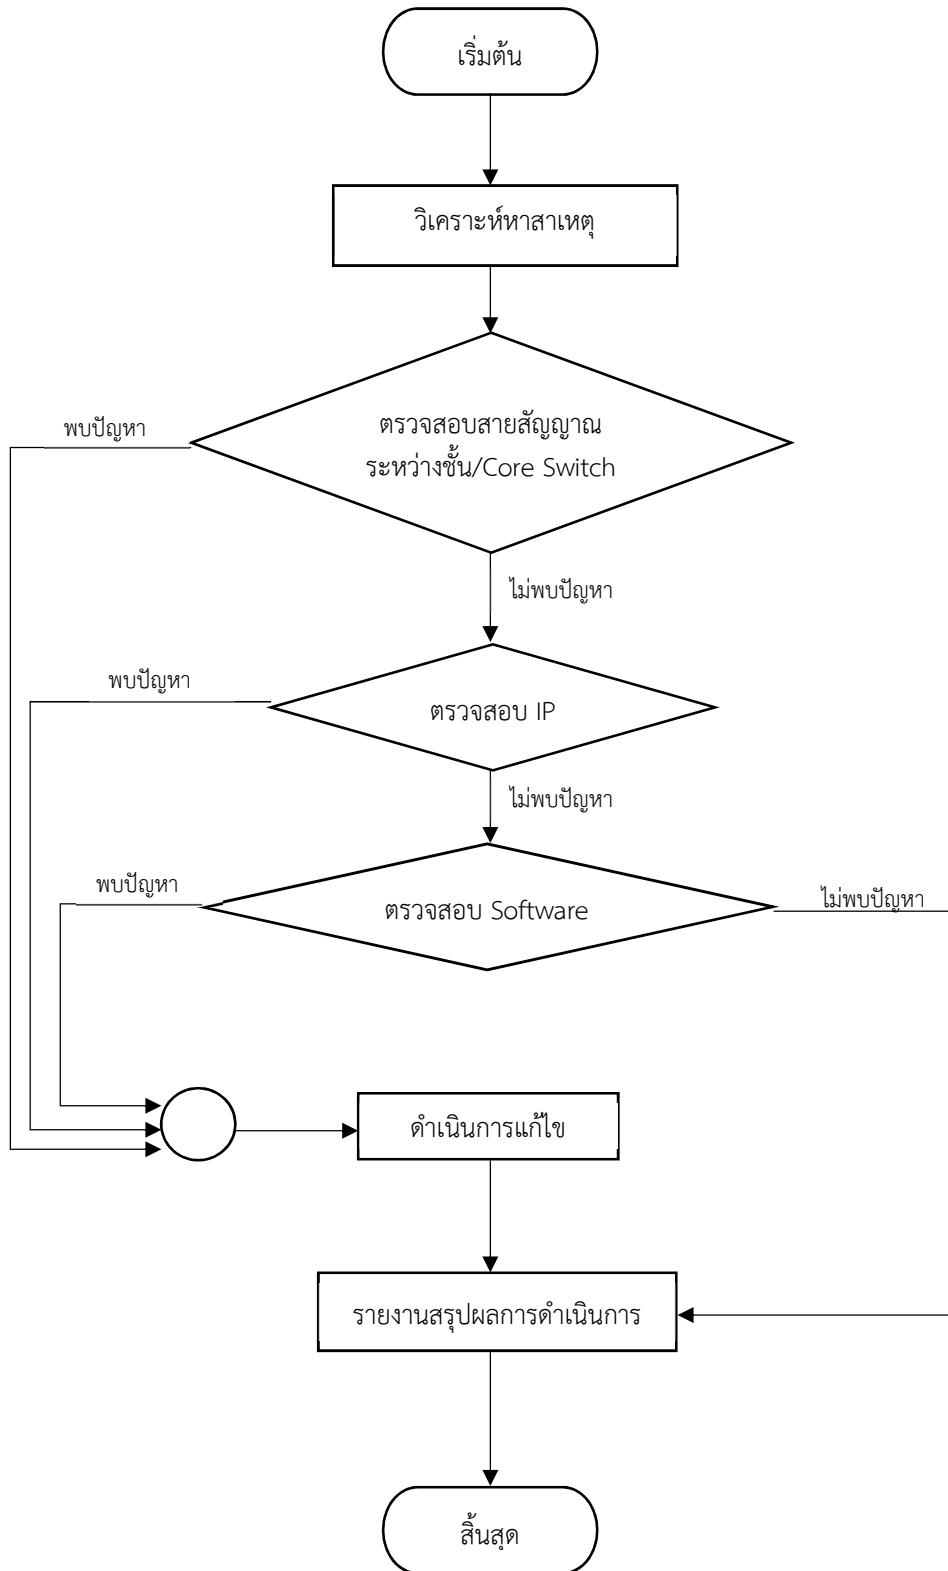 เริ่มต้น
วิเคราะห์หาสาเหตุ
พบปัญหา
ตรวจสอบสายสัญญาณ
ระหว่างชั้น/Core Switch
ไม่พบปัญหา
พบปัญหา
ตรวจสอบ IP
ไม่พบปัญหา
พบปัญหา
ตรวจสอบ Software
ไม่พบปัญหา
ดำเนินการแก้ไข
รายงานสรุปผลการดำเนินการ
สิ้นสุด